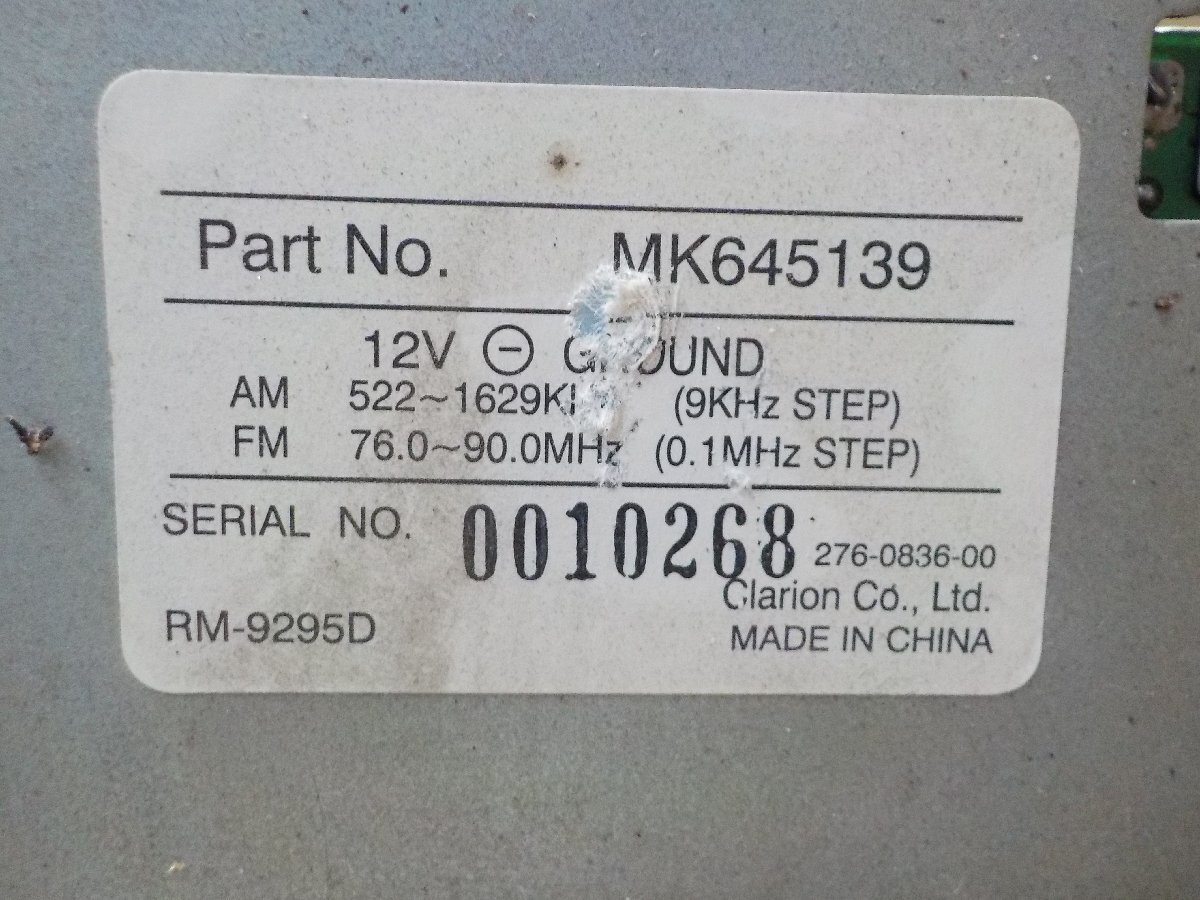 Part No. MK645139
12V ⊖ GROUND
AM 522~1629KHz (9KHz STEP)
FM 76.0~90.0MHz (0.1MHz STEP)
SERIAL NO. 0010268 276-0836-00
Clarion Co., Ltd.
RM-9295D MADE IN CHINA